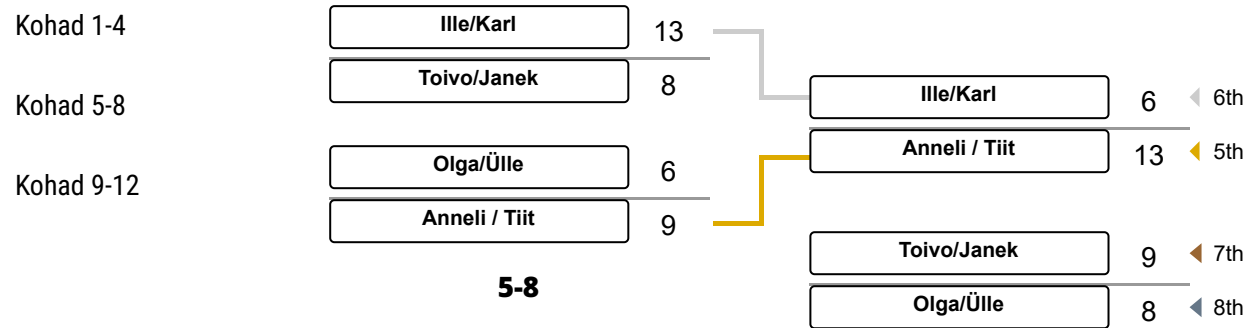 Kohad 1-4
Kohad 5-8
Kohad 9-12
Ille/Karl 13
Toivo/Janek 8
Olga/Ülle 6
Anneli / Tiit 9
5-8
Ille/Karl 6 6th
Anneli / Tiit 13 5th
Toivo/Janek 9 7th
Olga/Ülle 8 8th